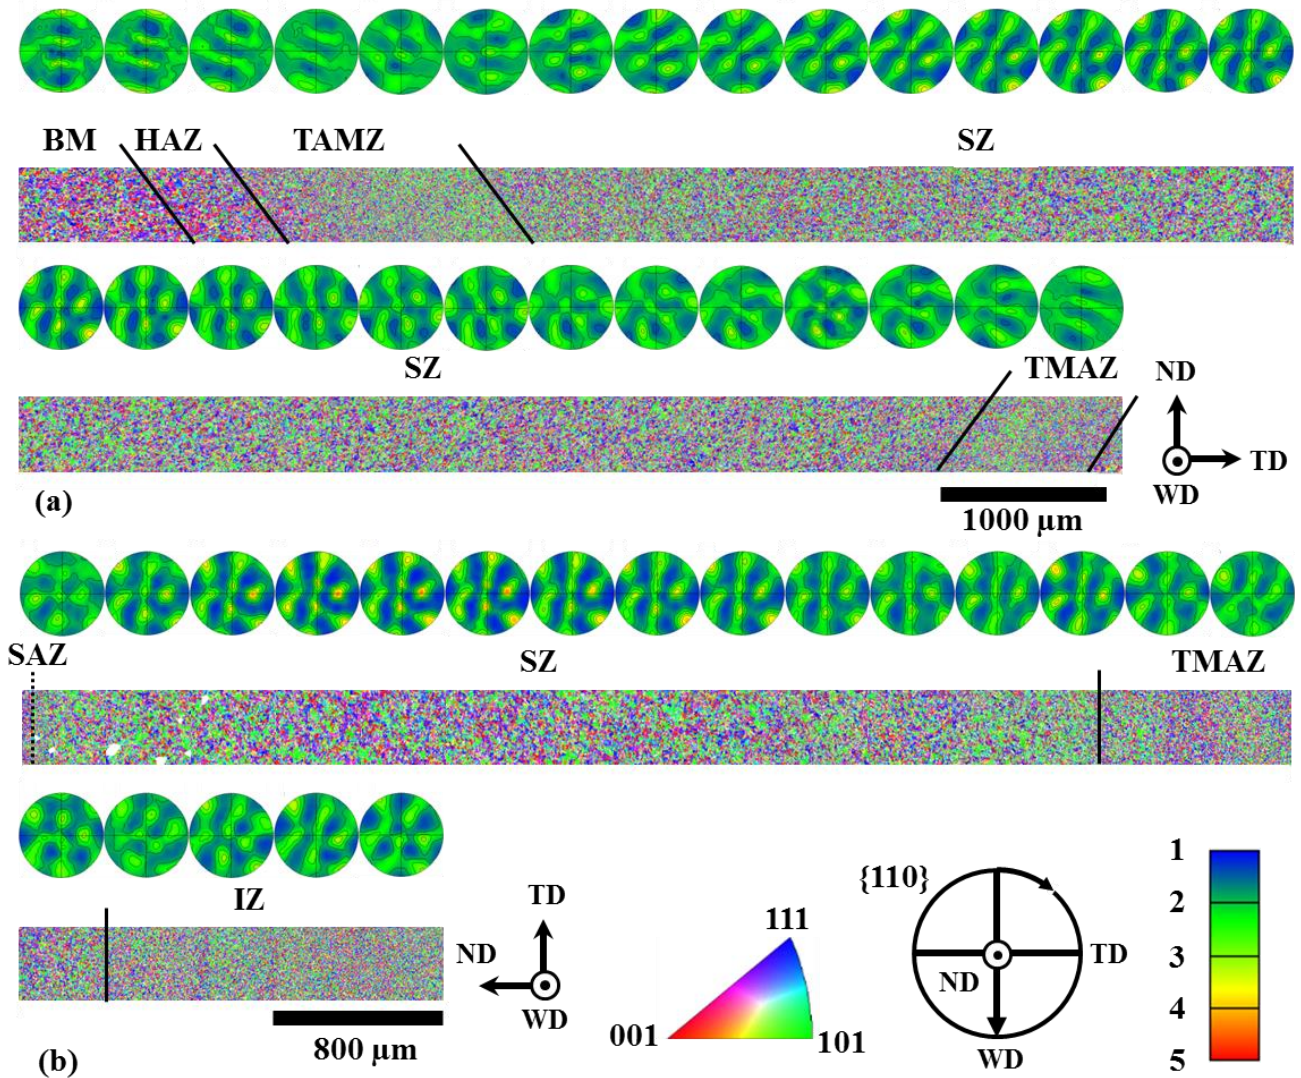 BM HAZ TAMZ SZ
SZ TMAZ ND
TD
WD
(a)
1000 µm
SAZ SZ TMAZ
IZ TD
ND
WD
800 µm
(b)
111
001 101
{110}
TD
ND
WD
1
2
3
4
5